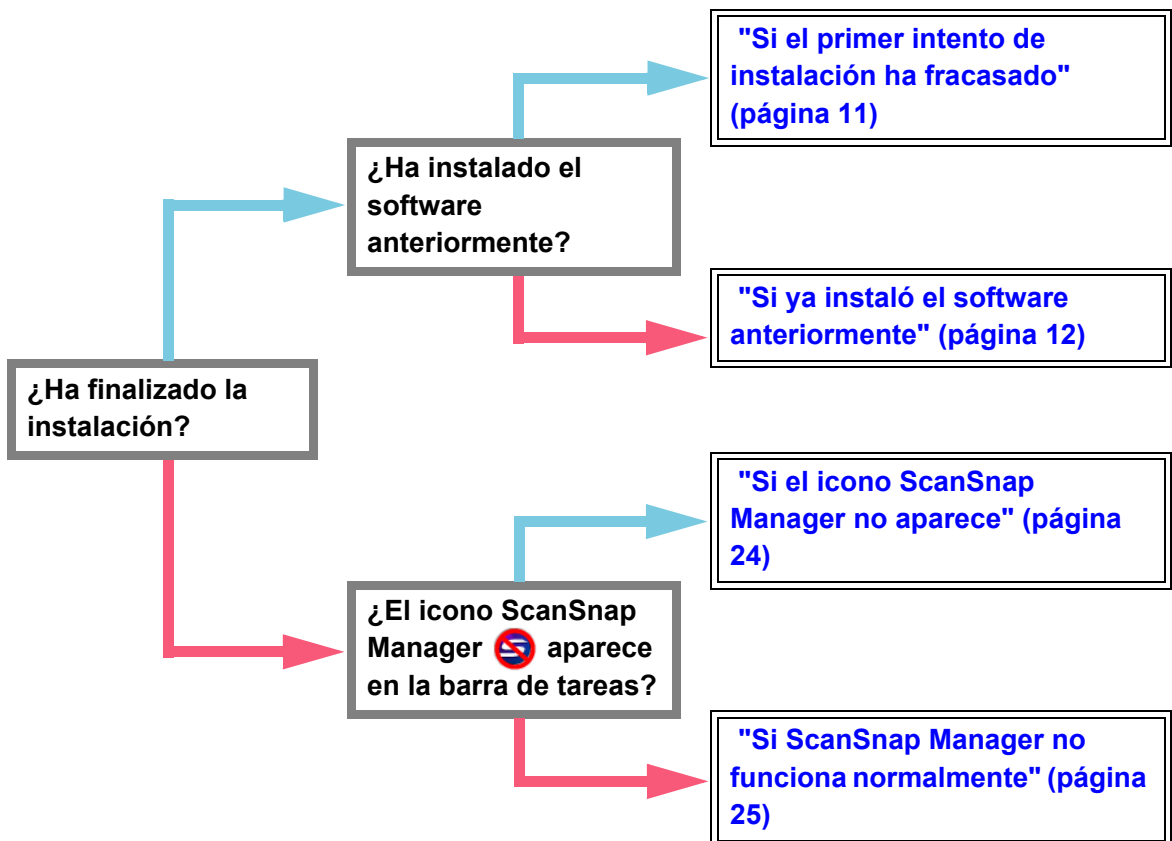 "Si el primer intento de
instalación ha fracasado"
(página 11)
¿Ha instalado el
software
anteriormente?
"Si ya instaló el software
anteriormente" (página 12)
¿Ha finalizado la
instalación?
"Si el icono ScanSnap
Manager no aparece" (página
24)
¿El icono ScanSnap
Manager aparece
en la barra de tareas?
"Si ScanSnap Manager no
funciona normalmente" (página
25)